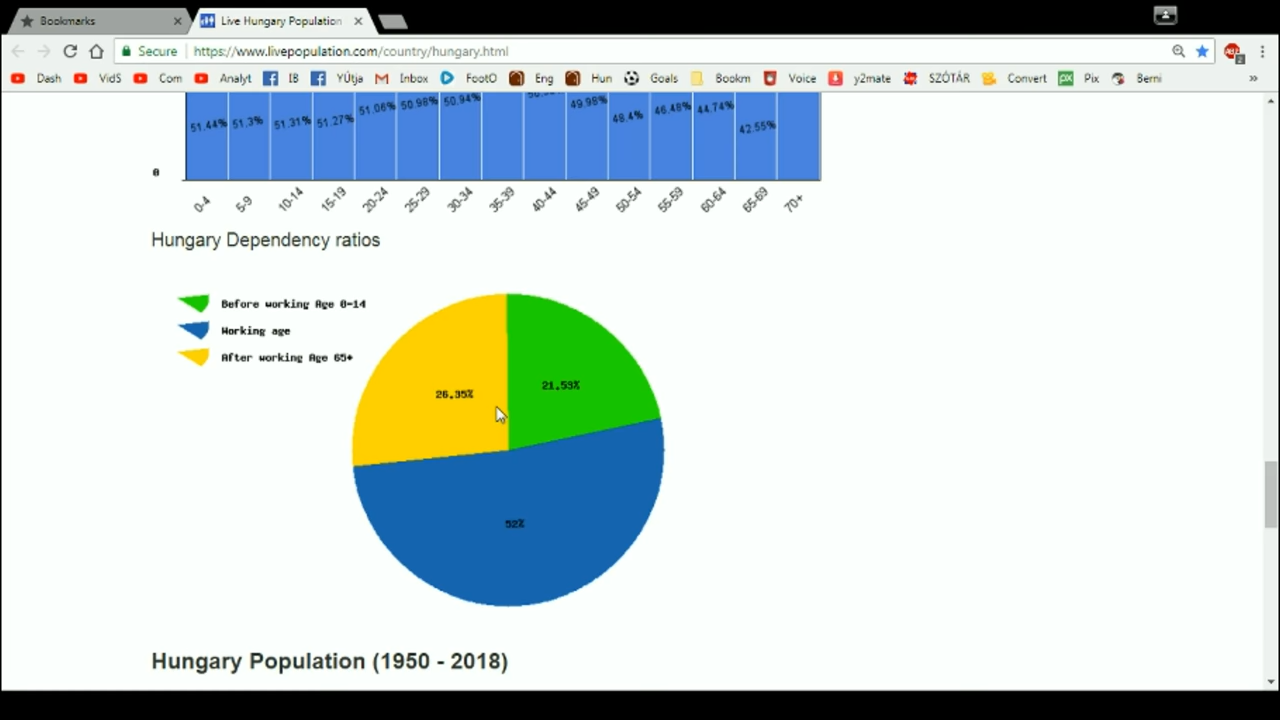 Bookmarks
Live Hungary Population
Secure https://www.livepopulation.com/country/hungary.html
Dash VidS Com Analyt IB YÚtja Inbox FootO Eng Hun Goals Bookm Voice y2mate SZÓTÁR Convert Pix Berni »
51.44% 51.3% 51.31% 51.27% 51.06% 50.98% 50.94% 49.98% 48.4% 46.48% 44.74% 42.55%
0
0-4 5-9 10-14 15-19 20-24 25-29 30-34 35-39 40-44 45-49 50-54 55-59 60-64 65-69 70+
Hungary Dependency ratios
Before working Age 0-14
Working age
After working Age 65+
26.35% 21.53%
52%
Hungary Population (1950 - 2018)